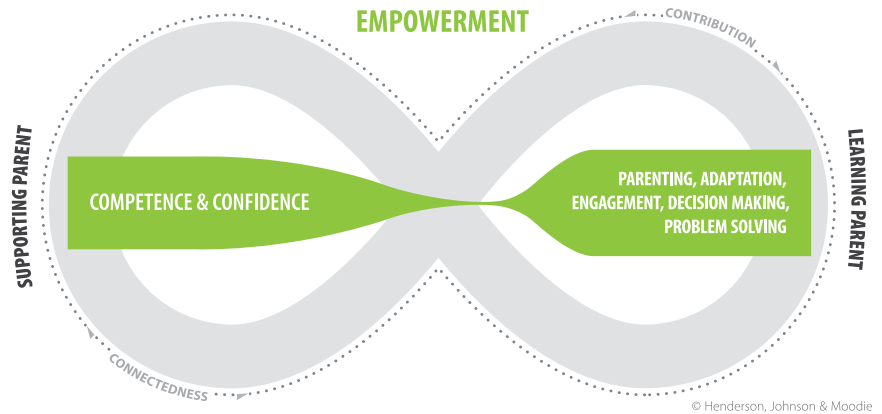 EMPOWERMENT
CONTRIBUTION
SUPPORTING PARENT
COMPETENCE & CONFIDENCE
PARENTING, ADAPTATION,
ENGAGEMENT, DECISION MAKING,
PROBLEM SOLVING
LEARNING PARENT
CONNECTEDNESS
© Henderson, Johnson & Moodie